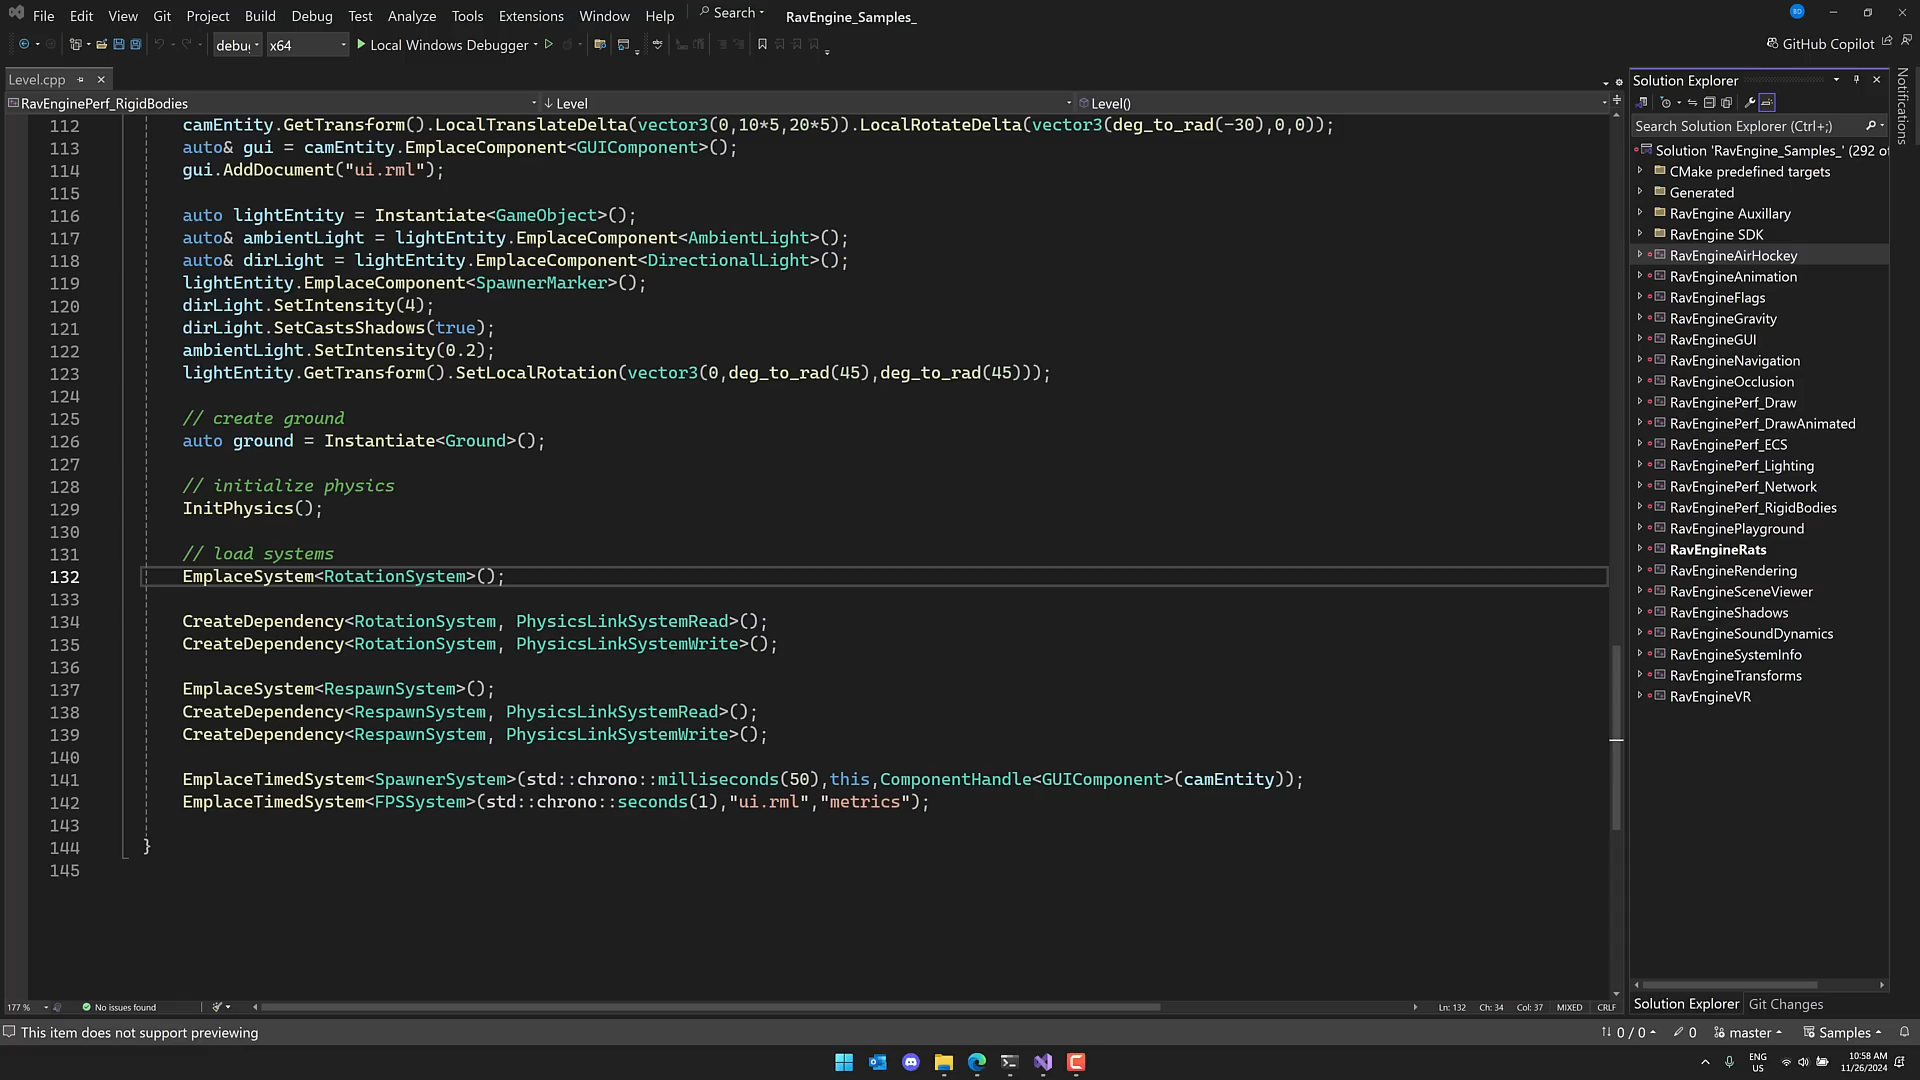 File Edit View Git Project Build Debug Test Analyze Tools Extensions Window Help Search RavEngine_Samples_
debu x64 Local Windows Debugger GitHub Copilot
Level.cpp
RavEnginePerf_RigidBodies Level Level()
112 camEntity.GetTransform().LocalTranslateDelta(vector3(0,10*5,20*5)).LocalRotateDelta(vector3(deg_to_rad(-30),0,0));
113 auto& gui = camEntity.EmplaceComponent<GUIComponent>();
114 gui.AddDocument("ui.rml");
115
116 auto lightEntity = Instantiate<GameObject>();
117 auto& ambientLight = lightEntity.EmplaceComponent<AmbientLight>();
118 auto& dirLight = lightEntity.EmplaceComponent<DirectionalLight>();
119 lightEntity.EmplaceComponent<SpawnerMarker>();
120 dirLight.SetIntensity(4);
121 dirLight.SetCastsShadows(true);
122 ambientLight.SetIntensity(0.2);
123 lightEntity.GetTransform().SetLocalRotation(vector3(0,deg_to_rad(45),deg_to_rad(45)));
124
125 // create ground
126 auto ground = Instantiate<Ground>();
127
128 // initialize physics
129 InitPhysics();
130
131 // load systems
132 EmplaceSystem<RotationSystem>();
133
134 CreateDependency<RotationSystem, PhysicsLinkSystemRead>();
135 CreateDependency<RotationSystem, PhysicsLinkSystemWrite>();
136
137 EmplaceSystem<RespawnSystem>();
138 CreateDependency<RespawnSystem, PhysicsLinkSystemRead>();
139 CreateDependency<RespawnSystem, PhysicsLinkSystemWrite>();
140
141 EmplaceTimedSystem<SpawnerSystem>(std::chrono::milliseconds(50),this,ComponentHandle<GUIComponent>(camEntity));
142 EmplaceTimedSystem<FPSSystem>(std::chrono::seconds(1),"ui.rml","metrics");
143
144 }
145
177 % No issues found Ln: 132 Ch: 34 Col: 37 MIXED CRLF
Solution Explorer
Search Solution Explorer (Ctrl+;)
Solution 'RavEngine_Samples_' (292 of
CMake predefined targets
Generated
RavEngine Auxillary
RavEngine SDK
RavEngineAirHockey
RavEngineAnimation
RavEngineFlags
RavEngineGravity
RavEngineGUI
RavEngineNavigation
RavEngineOcclusion
RavEnginePerf_Draw
RavEnginePerf_DrawAnimated
RavEnginePerf_ECS
RavEnginePerf_Lighting
RavEnginePerf_Network
RavEnginePerf_RigidBodies
RavEnginePlayground
RavEngineRats
RavEngineRendering
RavEngineSceneViewer
RavEngineShadows
RavEngineSoundDynamics
RavEngineSystemInfo
RavEngineTransforms
RavEngineVR
Solution Explorer Git Changes
Notifications
This item does not support previewing 0 / 0 0 master Samples
ENG
US
10:58 AM
11/26/2024